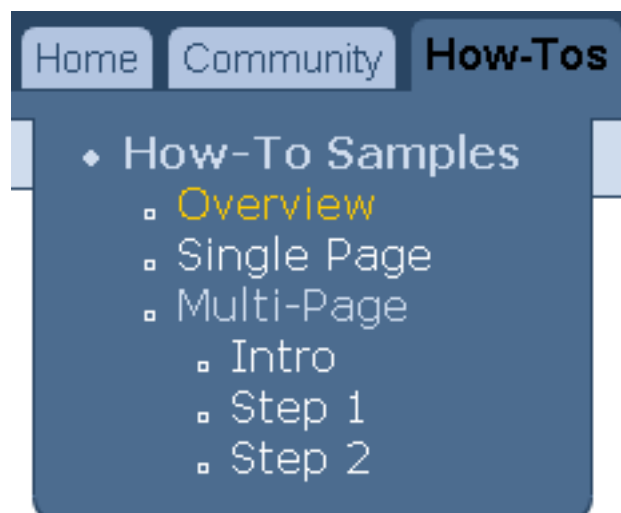 Home Community How-Tos
How-To Samples
Overview
Single Page
Multi-Page
Intro
Step 1
Step 2